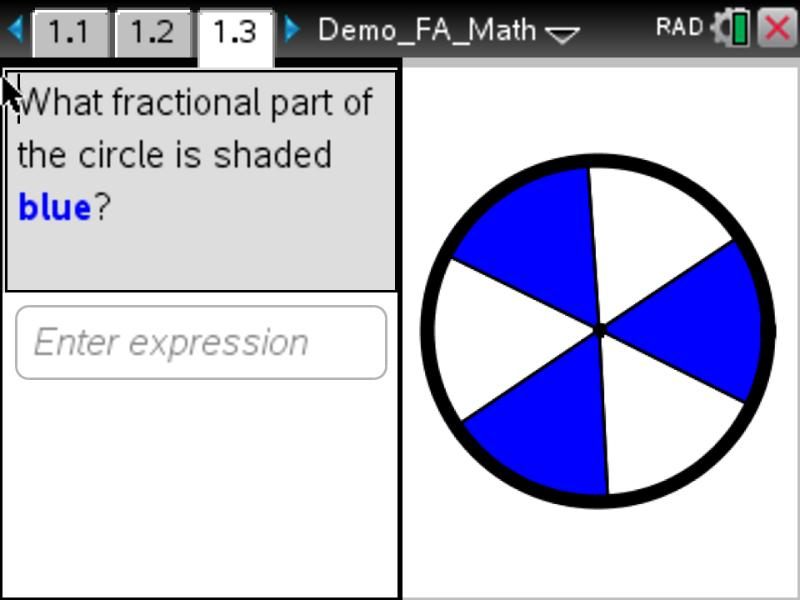 1.1 1.2 1.3 Demo_FA_Math RAD
What fractional part of
the circle is shaded
blue?
Enter expression